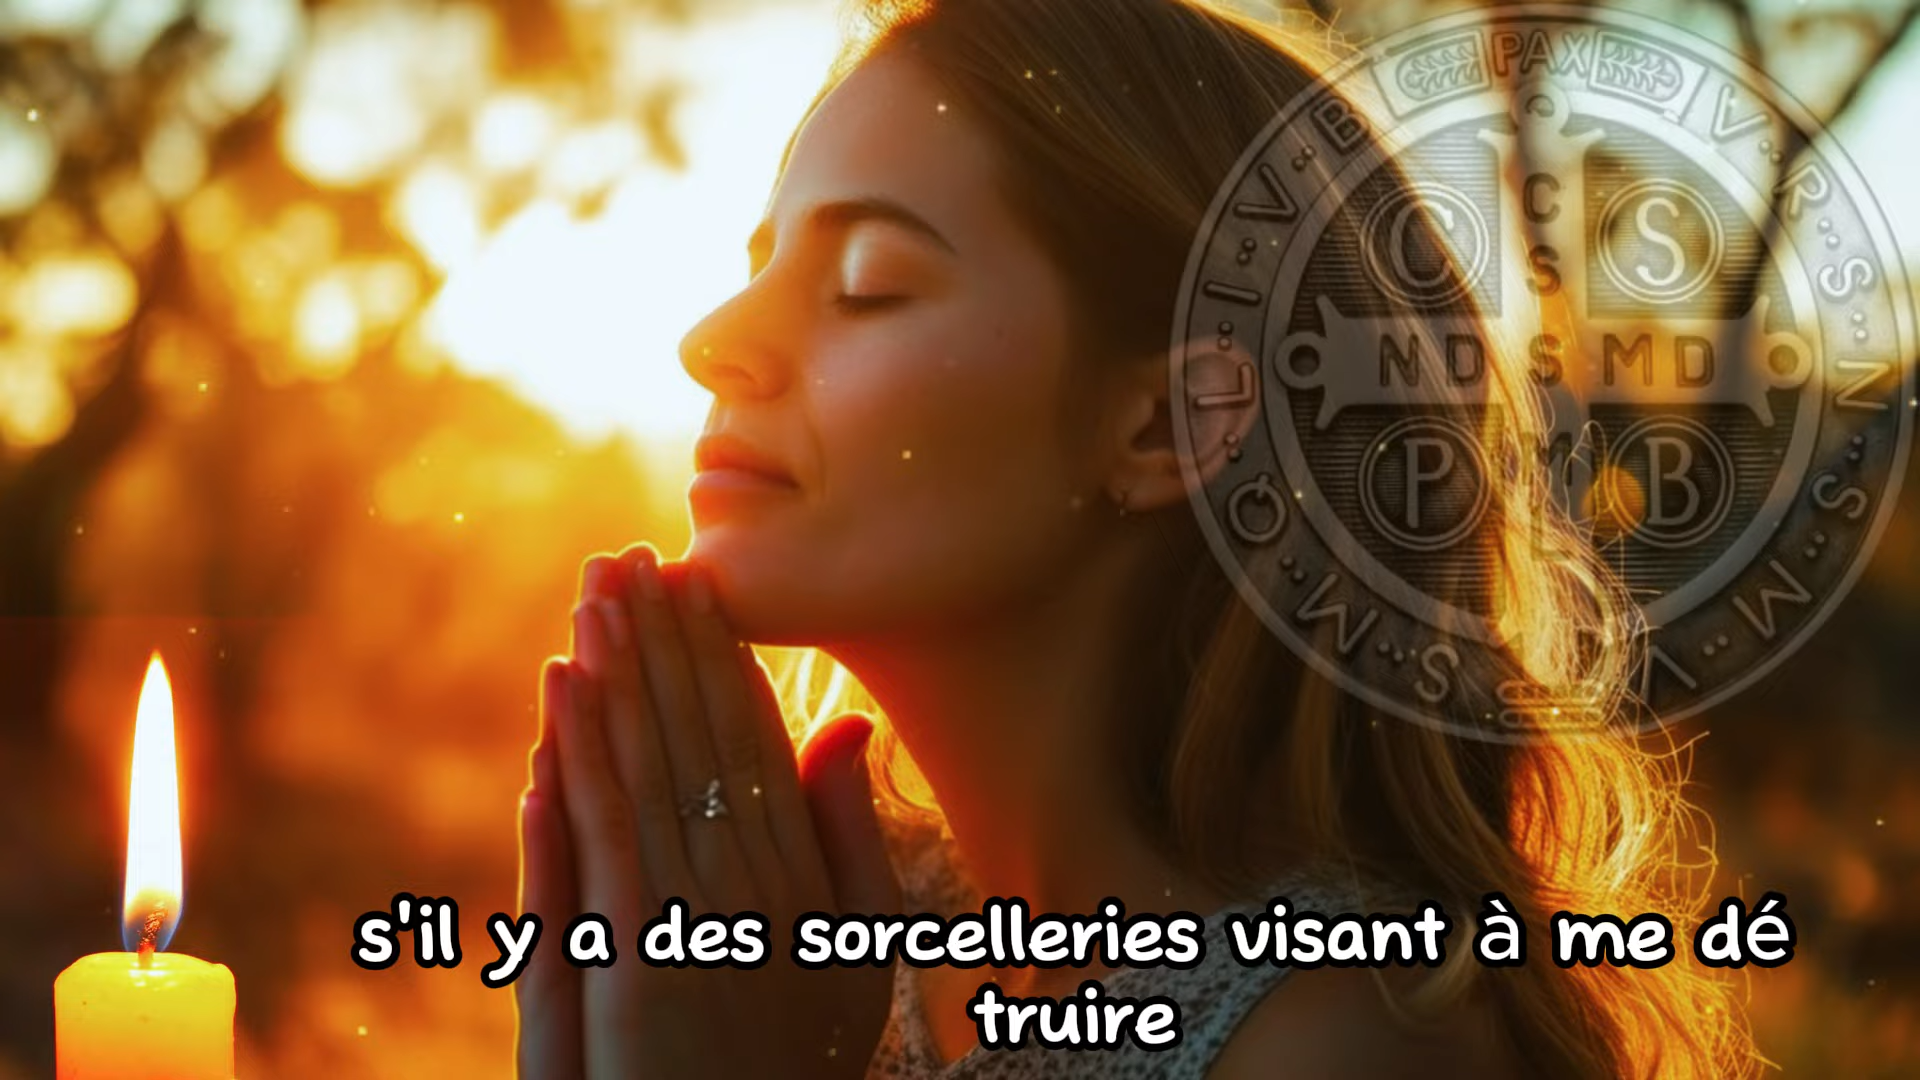 PAX
V·R·S·N·S·M·V·S·M·Q·L·I·V·B
C S
C
S
N D S M D
P B
s'il y a des sorcelleries visant à me dé
truire